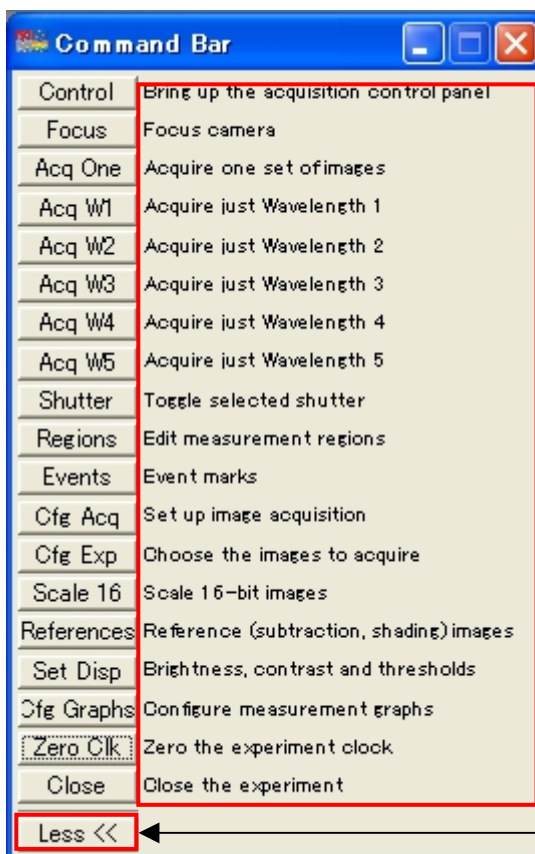 Command Bar
Control Bring up the acquisition control panel
Focus Focus camera
Acq One Acquire one set of images
Acq W1 Acquire just Wavelength 1
Acq W2 Acquire just Wavelength 2
Acq W3 Acquire just Wavelength 3
Acq W4 Acquire just Wavelength 4
Acq W5 Acquire just Wavelength 5
Shutter Toggle selected shutter
Regions Edit measurement regions
Events Event marks
Cfg Acq Set up image acquisition
Cfg Exp Choose the images to acquire
Scale 16 Scale 16-bit images
References Reference (subtraction, shading) images
Set Disp Brightness, contrast and thresholds
Cfg Graphs Configure measurement graphs
Zero Clk Zero the experiment clock
Close Close the experiment
Less <<